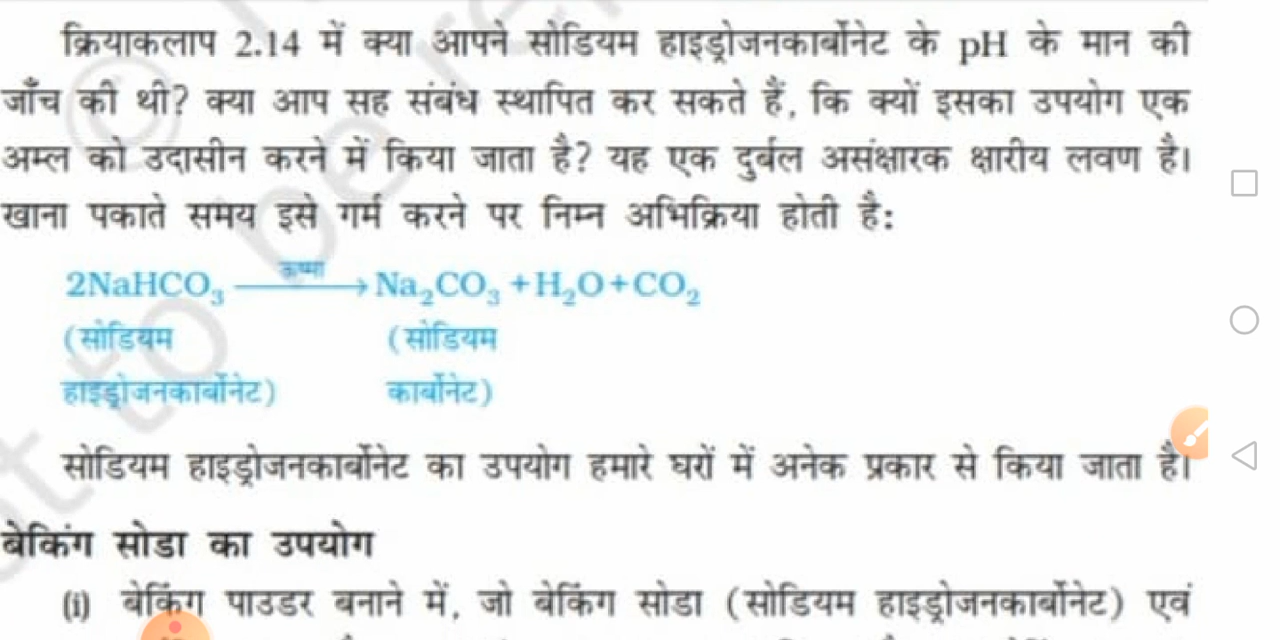 क्रियाकलाप 2.14 में क्या आपने सोडियम हाइड्रोजनकार्बोनेट के pH के मान की
जाँच की थी? क्या आप सह संबंध स्थापित कर सकते हैं, कि क्यों इसका उपयोग एक
अम्ल को उदासीन करने में किया जाता है? यह एक दुर्बल असंक्षारक क्षारीय लवण है।
खाना पकाते समय इसे गर्म करने पर निम्न अभिक्रिया होती है:
ऊष्मा
2NaHCO₃ ⟶ Na₂CO₃ + H₂O + CO₂
(सोडियम (सोडियम
हाइड्रोजनकार्बोनेट) कार्बोनेट)
सोडियम हाइड्रोजनकार्बोनेट का उपयोग हमारे घरों में अनेक प्रकार से किया जाता है।
बेकिंग सोडा का उपयोग
(i) बेकिंग पाउडर बनाने में, जो बेकिंग सोडा (सोडियम हाइड्रोजनकार्बोनेट) एवं